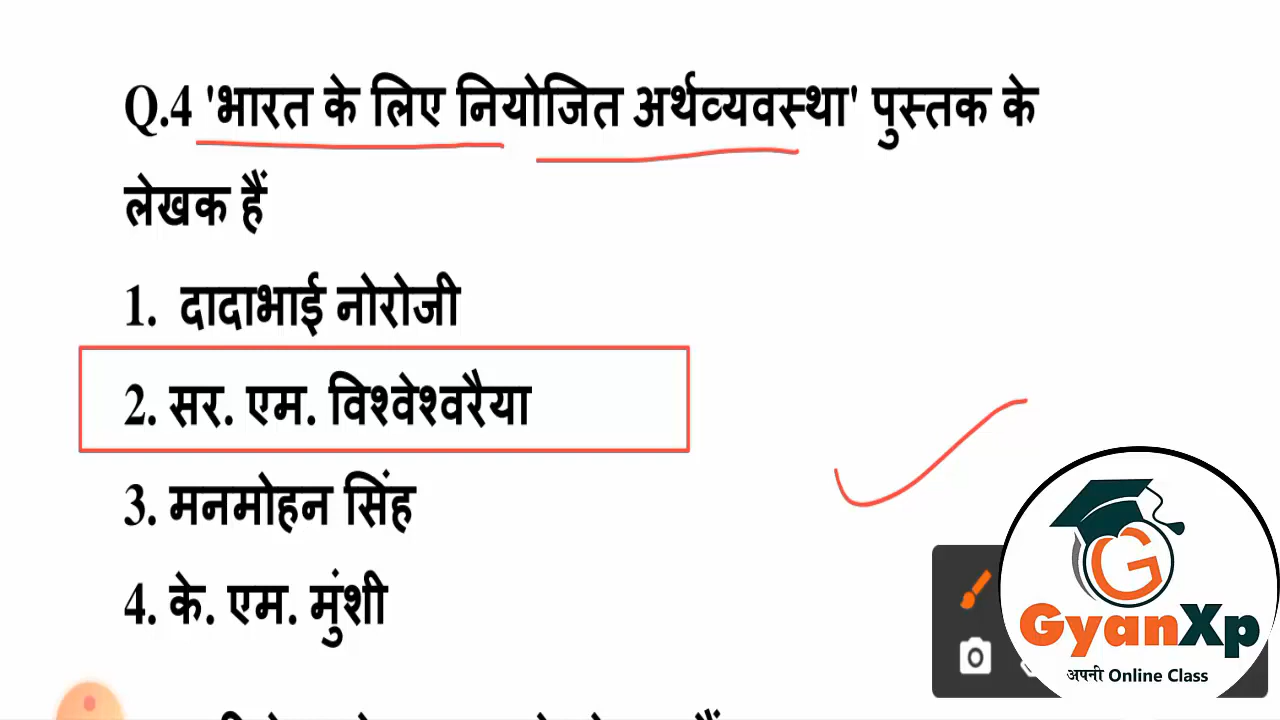 Q.4 'भारत के लिए नियोजित अर्थव्यवस्था' पुस्तक के
लेखक हैं
1. दादाभाई नोरोजी
2. सर. एम. विश्वेश्वरैया
3. मनमोहन सिंह
4. के. एम. मुंशी
G
GyanXp
अपनी Online Class